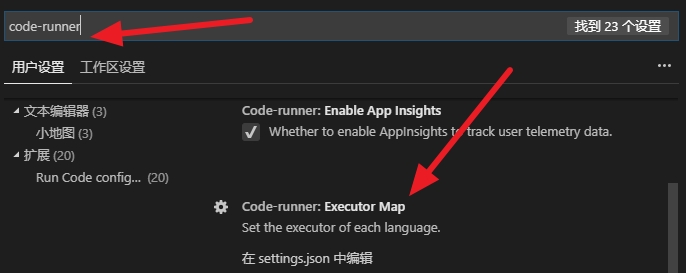 code-runner
找到 23 个设置
用户设置 工作区设置
文本编辑器 (3)
小地图 (3)
扩展 (20)
Run Code config... (20)
Code-runner: Enable App Insights
Whether to enable AppInsights to track user telemetry data.
Code-runner: Executor Map
Set the executor of each language.
在 settings.json 中编辑